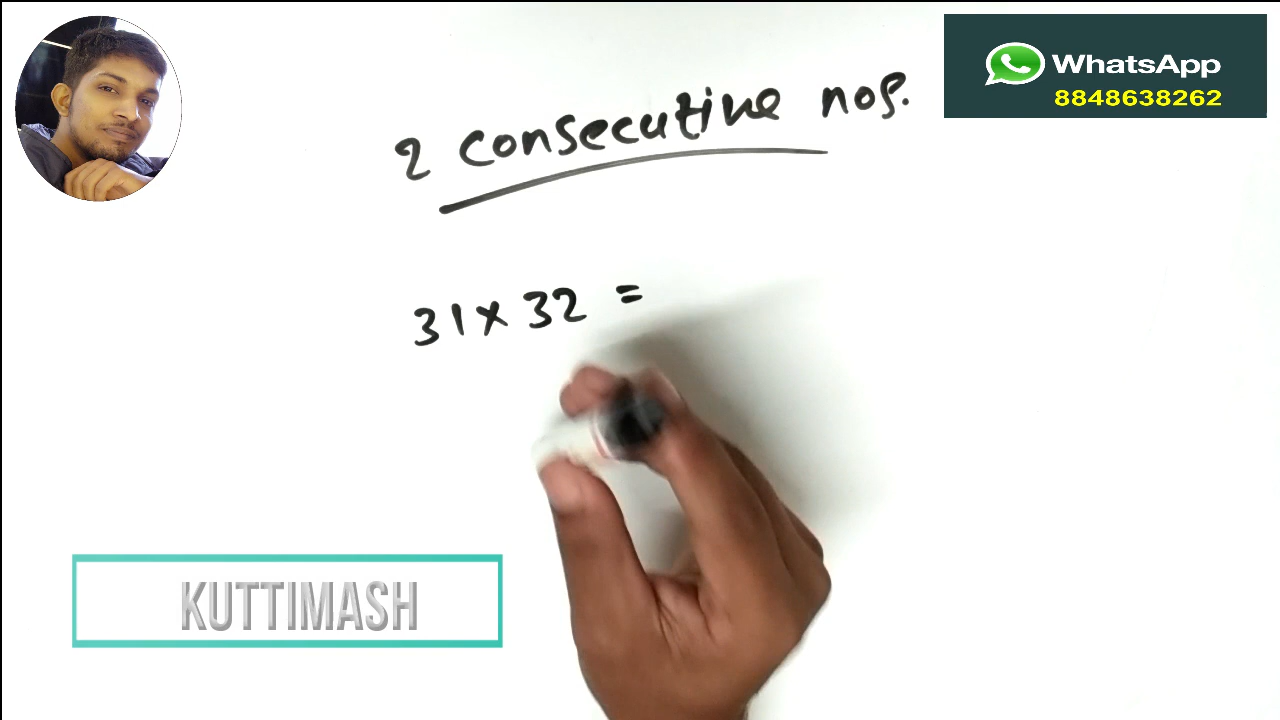 WhatsApp
8848638262
2 consecutive nos.
31 x 32 =
KUTTIMASH